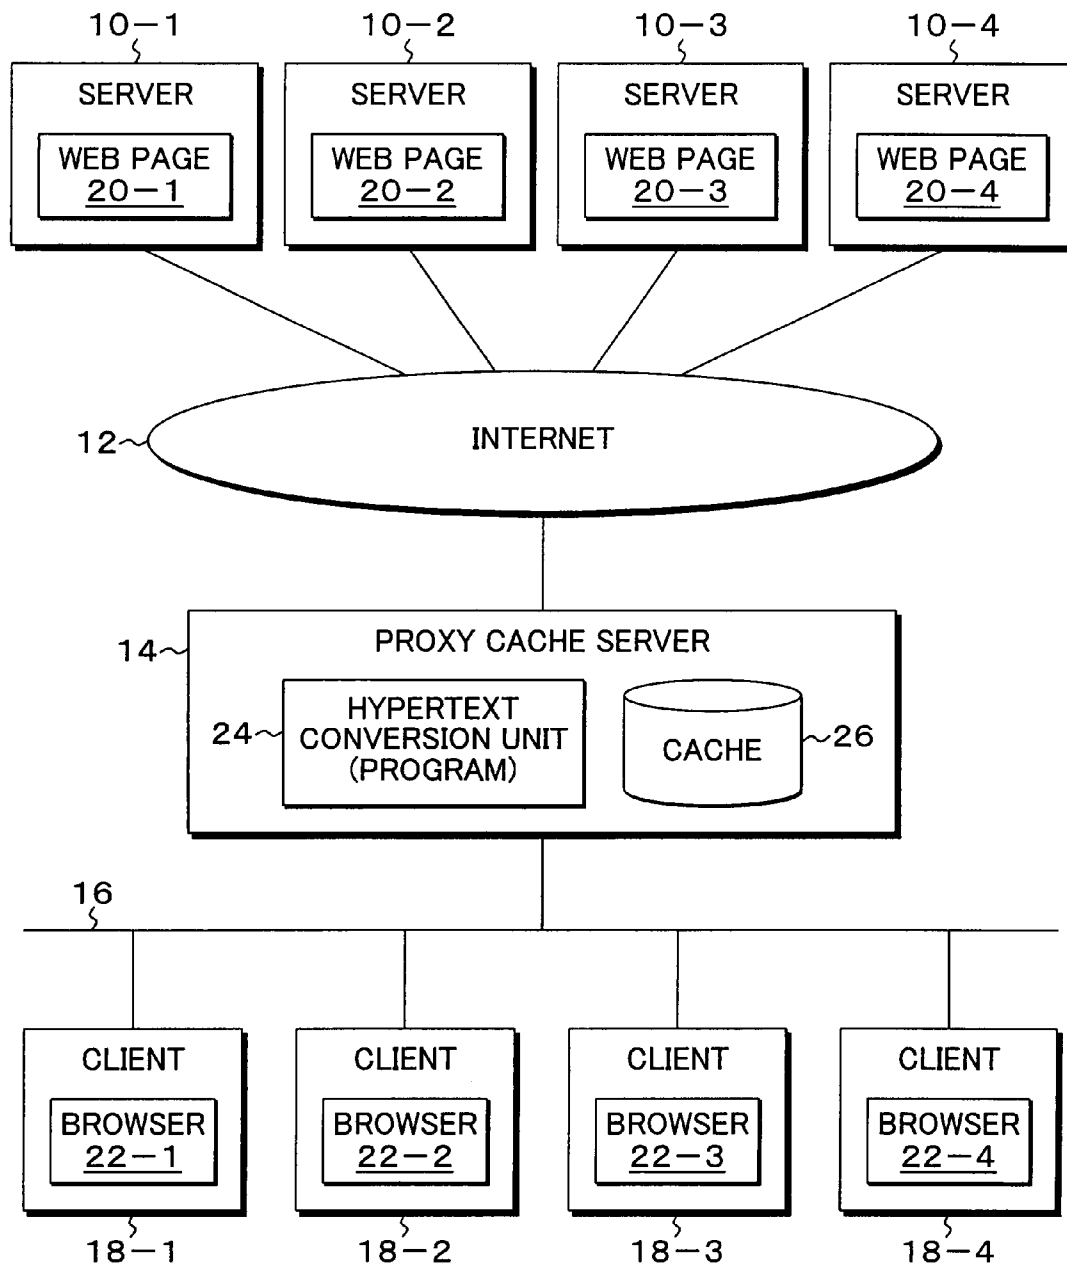 10-1 10-2 10-3 10-4
SERVER SERVER SERVER SERVER
WEB PAGE WEB PAGE WEB PAGE WEB PAGE
20-1 20-2 20-3 20-4
12 INTERNET
14 PROXY CACHE SERVER
HYPERTEXT
24 CONVERSION UNIT CACHE 26
(PROGRAM)
16
CLIENT CLIENT CLIENT CLIENT
BROWSER BROWSER BROWSER BROWSER
22-1 22-2 22-3 22-4
18-1 18-2 18-3 18-4